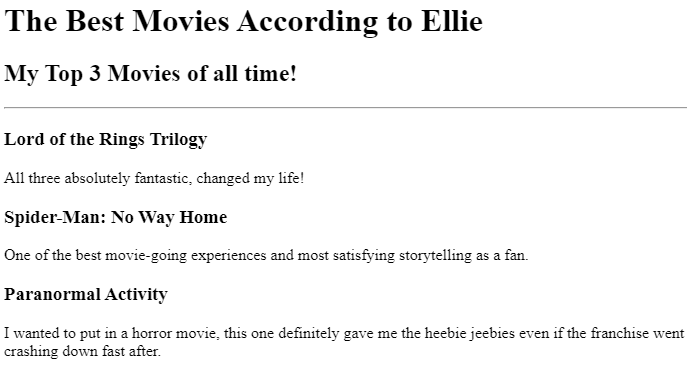 The Best Movies According to Ellie
My Top 3 Movies of all time!
Lord of the Rings Trilogy
All three absolutely fantastic, changed my life!
Spider-Man: No Way Home
One of the best movie-going experiences and most satisfying storytelling as a fan.
Paranormal Activity
I wanted to put in a horror movie, this one definitely gave me the heebie jeebies even if the franchise went
crashing down fast after.